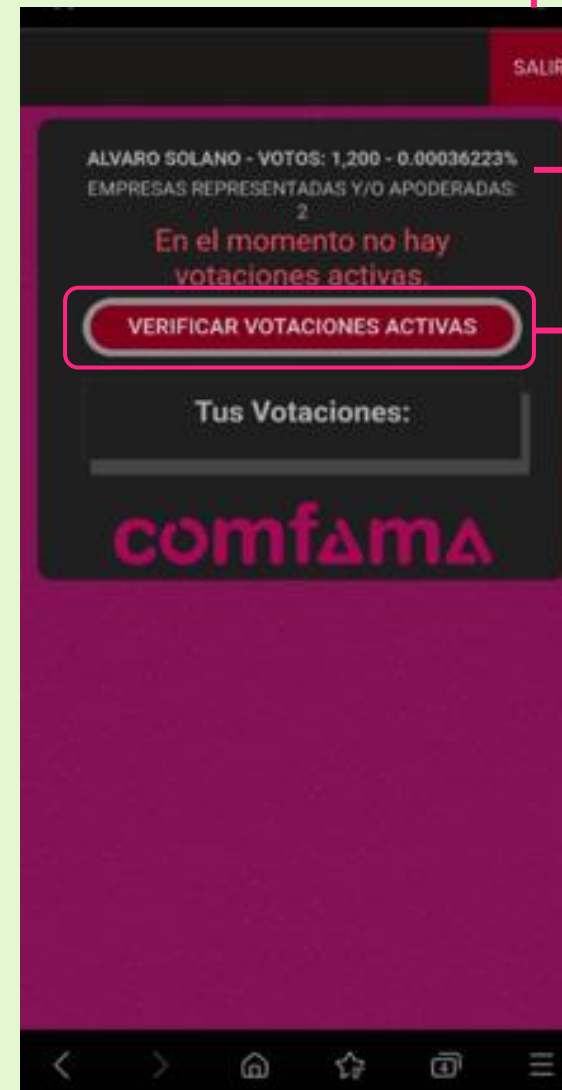 SALIR
ALVARO SOLANO - VOTOS: 1,200 - 0.00036223%
EMPRESAS REPRESENTADAS Y/O APODERADAS:
2
En el momento no hay
votaciones activas.
VERIFICAR VOTACIONES ACTIVAS
Tus Votaciones:
comfama
4